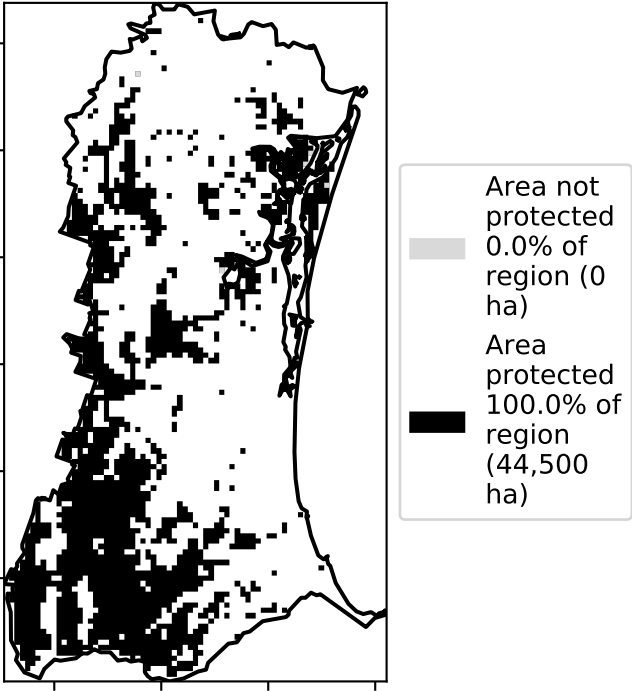 Area not
protected
0.0% of
region (0
ha)
Area
protected
100.0% of
region
(44,500
ha)